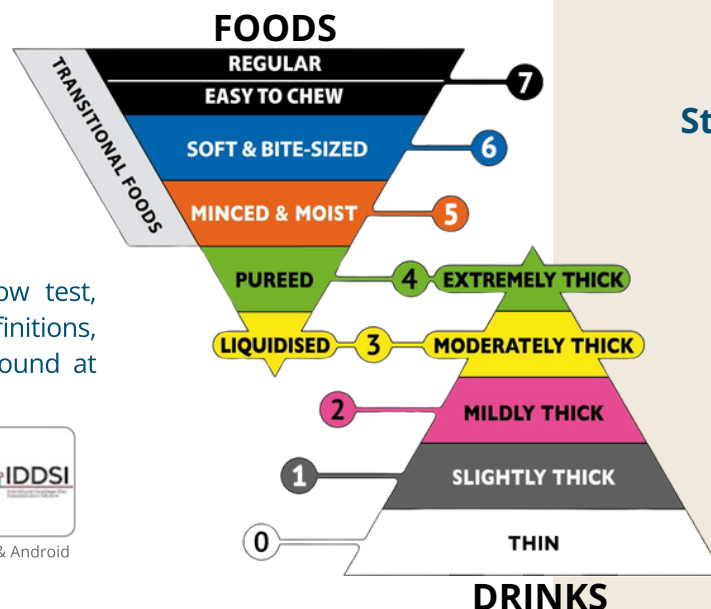 FOODS
TRANSITIONAL FOODS
REGULAR
EASY TO CHEW
7
SOFT & BITE-SIZED
6
MINCED & MOIST
5
PUREED
4
EXTREMELY THICK
LIQUIDISED
3
MODERATELY THICK
2
MILDLY THICK
1
SLIGHTLY THICK
0
THIN
DRINKS
St
ow test,
finitions,
ound at
IDDSI
& Android